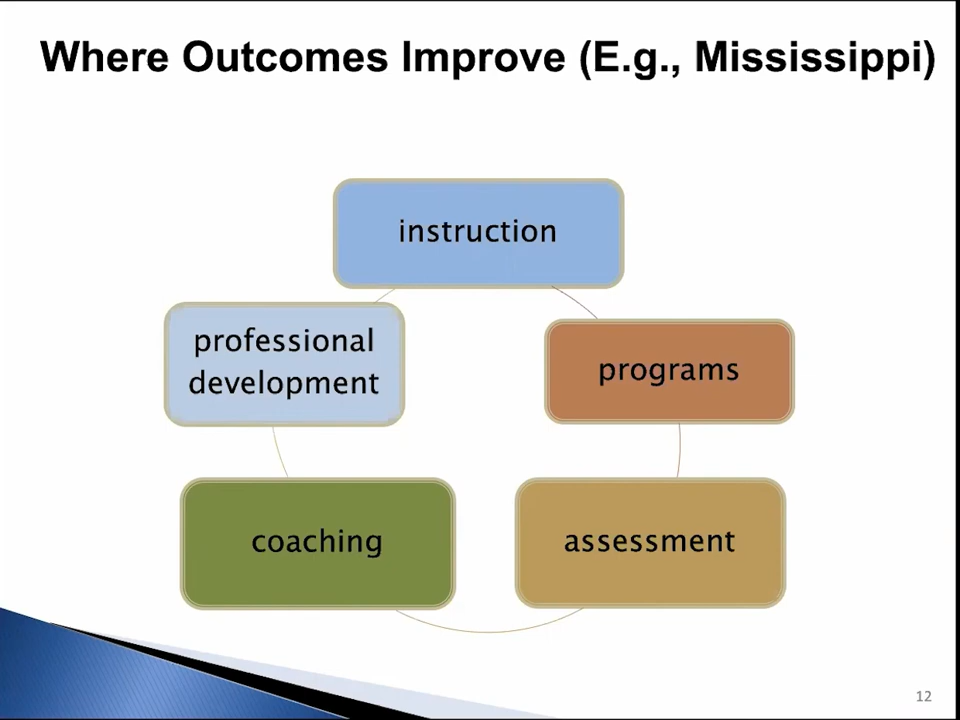 Where Outcomes Improve (E.g., Mississippi)
instruction
programs
assessment
coaching
professional
development
12